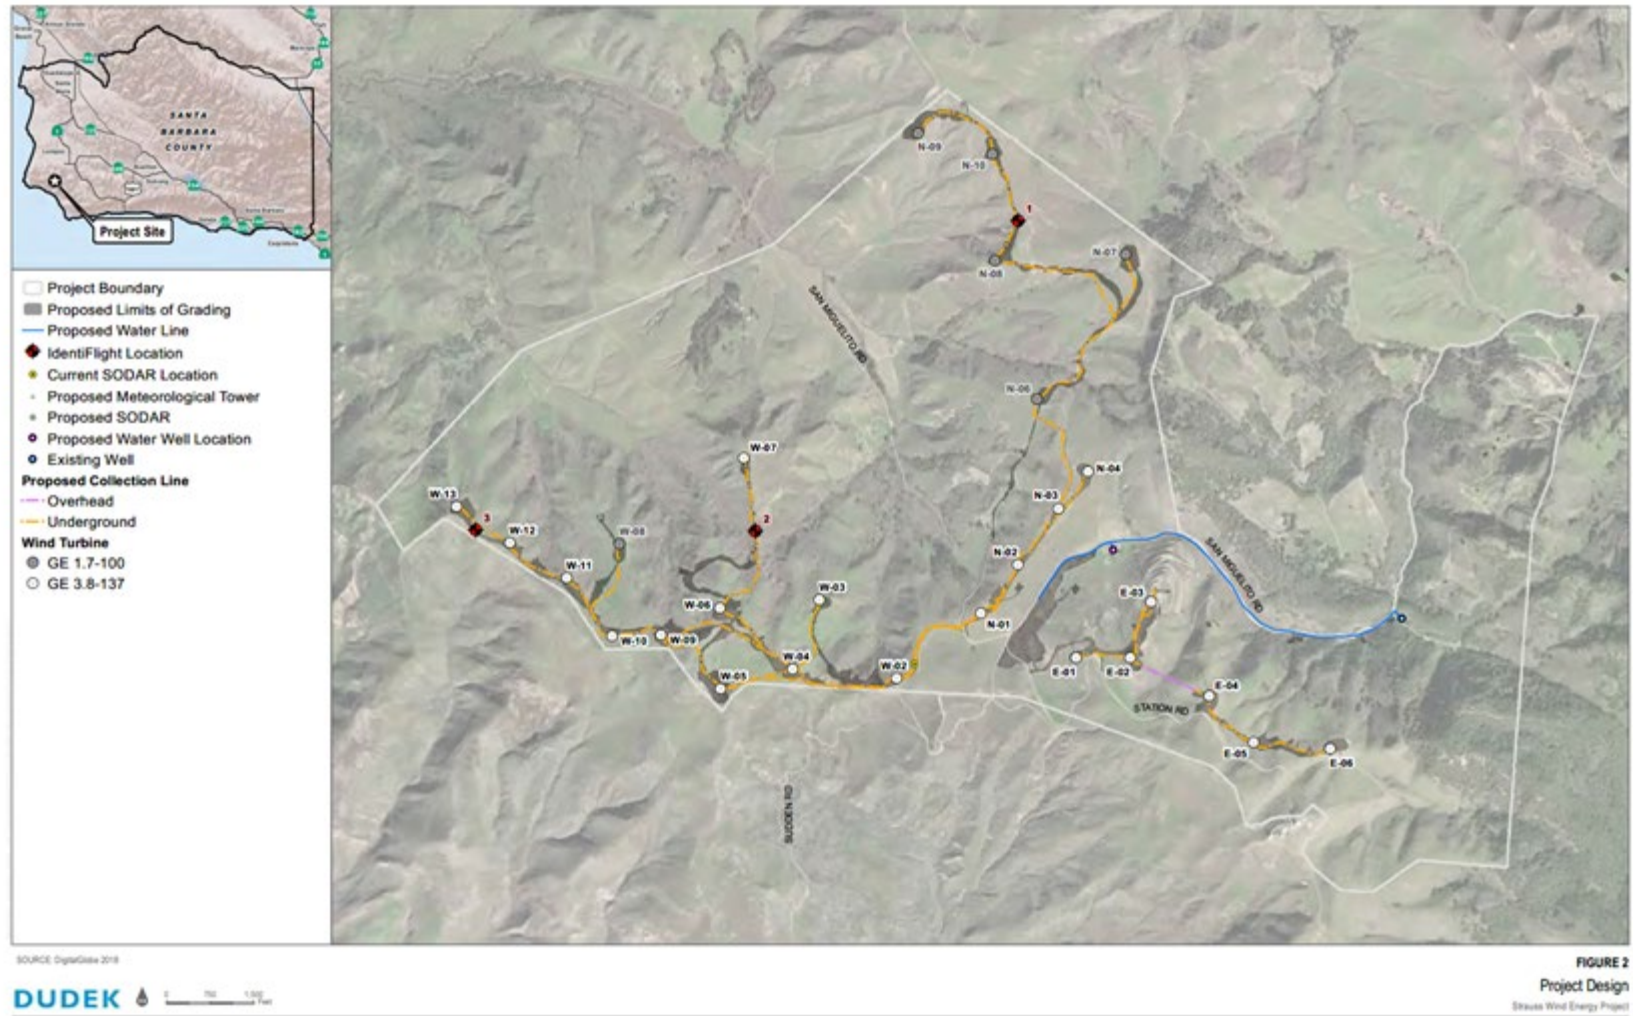 SANTA
BARBARA
COUNTY
Project Site
Project Boundary
Proposed Limits of Grading
Proposed Water Line
IdentiFlight Location
Current SODAR Location
Proposed Meteorological Tower
Proposed SODAR
Proposed Water Well Location
Existing Well
Proposed Collection Line
Overhead
Underground
Wind Turbine
GE 1.7-100
GE 3.8-137
N-09
N-10
1
N-08
N-07
SAN MIGUELITO RD
N-06
W-07
N-04
W-13
N-03
3
2
W-12
W-08
N-02
SAN MIGUELITO RD
W-11
W-03
E-03
W-06
N-01
W-10
W-09
W-04
W-02
E-01
E-02
W-05
E-04
STATION RD
E-05
E-06
SUDDEN RD
SOURCE: DigitalGlobe 2018
FIGURE 2
Project Design
Strauss Wind Energy Project
DUDEK
0 750 1,500
Feet